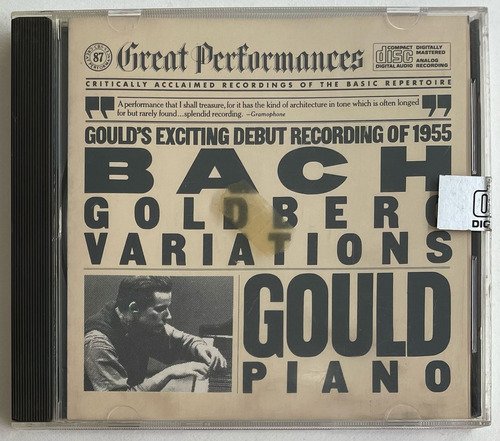 87
Great Performances
COMPACT
disc
DIGITAL AUDIO
DIGITALLY
MASTERED
ANALOG
RECORDING
CRITICALLY ACCLAIMED RECORDINGS OF THE BASIC REPERTOIRE
"A performance that I shall treasure, for it has the kind of architecture in tone which is often longed
for but rarely found...splendid recording. —Gramophone"
GOULD'S EXCITING DEBUT RECORDING OF 1955
BACH
GOLDBERG
VARIATIONS
DIG
GOULD
PIANO